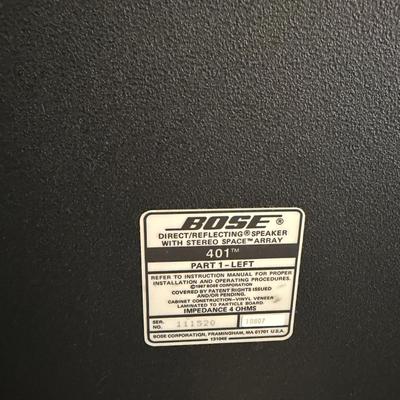 BOSE®
DIRECT/REFLECTING® SPEAKER
WITH STEREO SPACE™ ARRAY
401™
PART 1-LEFT
REFER TO INSTRUCTION MANUAL FOR PROPER
INSTALLATION AND OPERATING PROCEDURES.
©1987 BOSE CORPORATION
COVERED BY PATENT RIGHTS ISSUED
AND/OR PENDING.
CABINET CONSTRUCTION-VINYL VENEER
LAMINATED TO PARTICLE BOARD.
IMPEDANCE 4 OHMS
SER. NO. 111520
BOSE CORPORATION, FRAMINGHAM, MA 01701 U.S.A.
131046